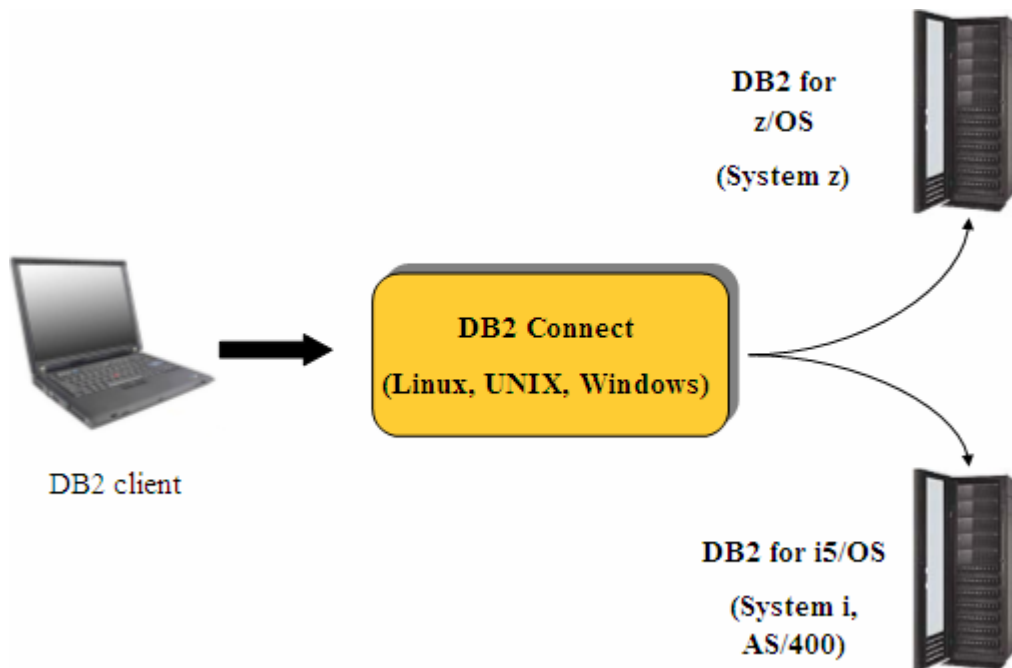 DB2 for
z/OS
(System z)
DB2 Connect
(Linux, UNIX, Windows)
DB2 client
DB2 for i5/OS
(System i,
AS/400)